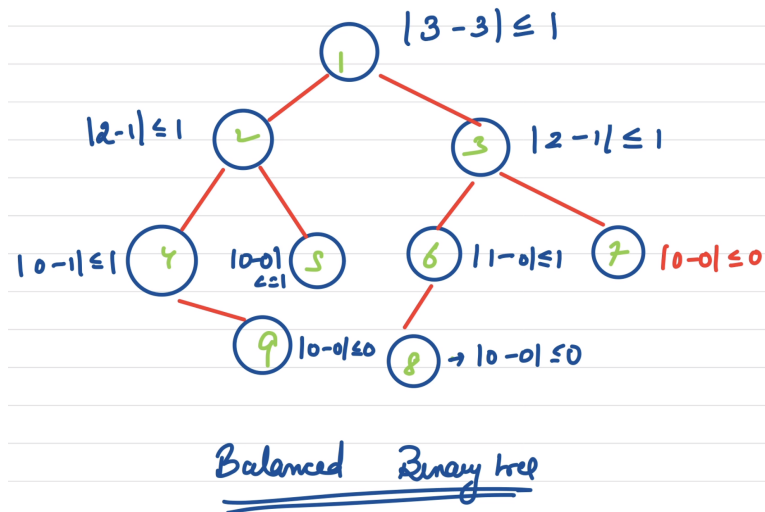 |3-3| ≤ 1
1
|2-1| ≤ 1
2
3
|2-1| ≤ 1
|0-1| ≤ 1
4
|0-0|
<=1
5
6
|1-0| ≤ 1
7
|0-0| ≤ 0
9
|0-0| ≤ 0
8
→ |0-0| ≤ 0
Balanced Binary tree